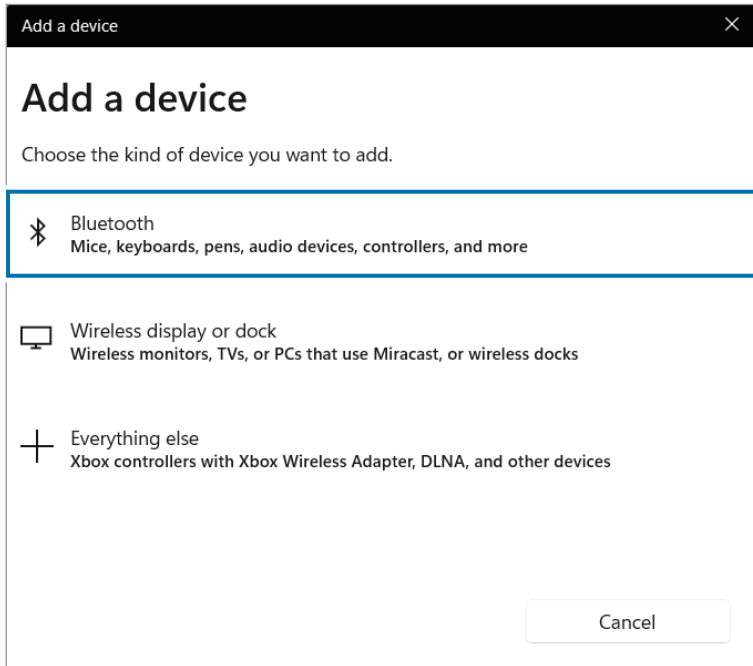 Add a device
Add a device
Choose the kind of device you want to add.
Bluetooth
Mice, keyboards, pens, audio devices, controllers, and more
Wireless display or dock
Wireless monitors, TVs, or PCs that use Miracast, or wireless docks
Everything else
Xbox controllers with Xbox Wireless Adapter, DLNA, and other devices
Cancel